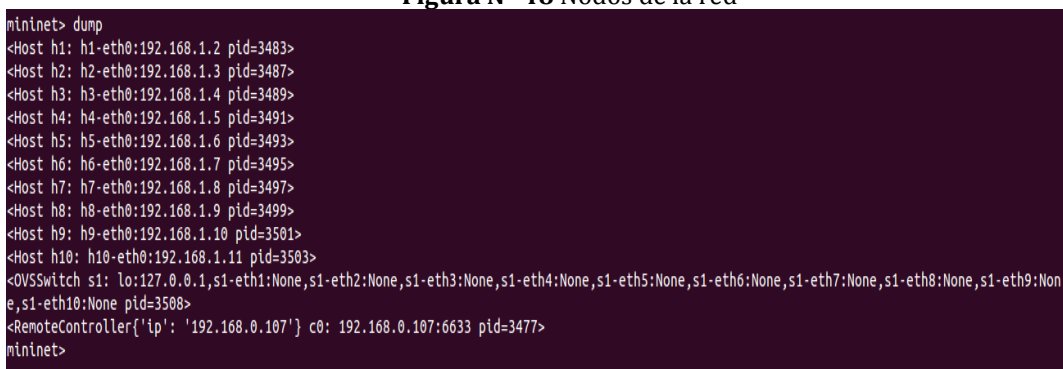 Figura N° 18 Nodos de la red
mininet> dump
<Host h1: h1-eth0:192.168.1.2 pid=3483>
<Host h2: h2-eth0:192.168.1.3 pid=3487>
<Host h3: h3-eth0:192.168.1.4 pid=3489>
<Host h4: h4-eth0:192.168.1.5 pid=3491>
<Host h5: h5-eth0:192.168.1.6 pid=3493>
<Host h6: h6-eth0:192.168.1.7 pid=3495>
<Host h7: h7-eth0:192.168.1.8 pid=3497>
<Host h8: h8-eth0:192.168.1.9 pid=3499>
<Host h9: h9-eth0:192.168.1.10 pid=3501>
<Host h10: h10-eth0:192.168.1.11 pid=3503>
<OVSSwitch s1: lo:127.0.0.1,s1-eth1:None,s1-eth2:None,s1-eth3:None,s1-eth4:None,s1-eth5:None,s1-eth6:None,s1-eth7:None,s1-eth8:None,s1-eth9:Non
e,s1-eth10:None pid=3508>
<RemoteController{'ip': '192.168.0.107'} c0: 192.168.0.107:6633 pid=3477>
mininet>